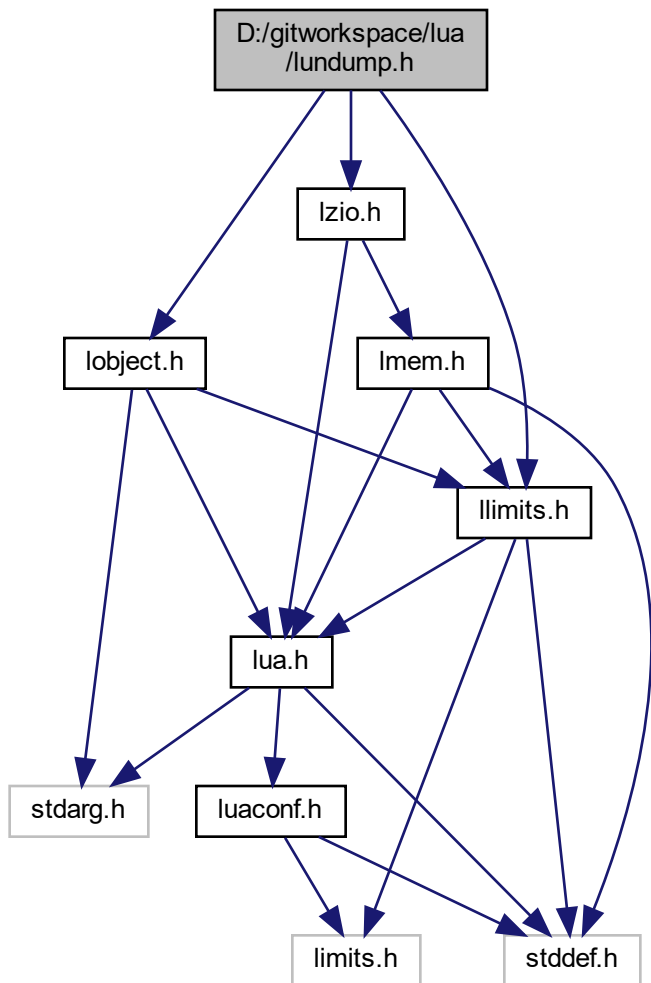 D:/gitworkspace/lua
/lundump.h
lzio.h
lobject.h
lmem.h
llimits.h
lua.h
stdarg.h
luaconf.h
limits.h
stddef.h